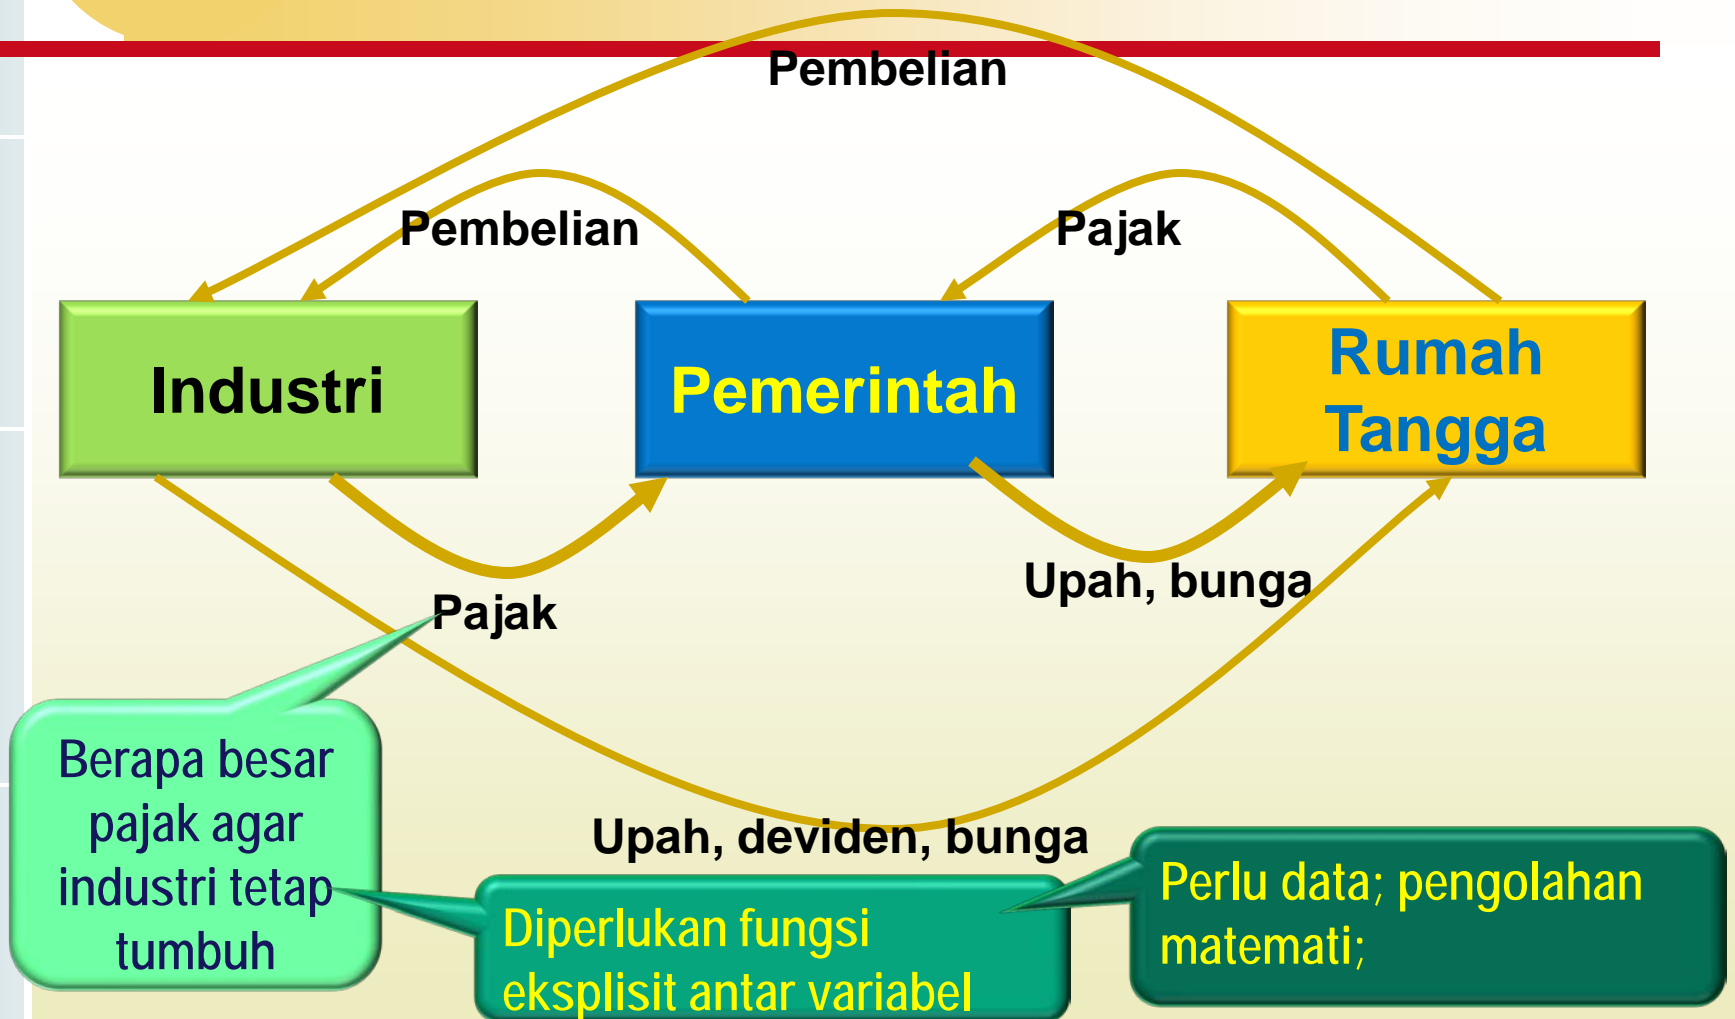 Pembelian
Pembelian
Pajak
Industri
Pemerintah
Rumah
Tangga
Upah, bunga
Pajak
Berapa besar
pajak agar
industri tetap
tumbuh
Upah, deviden, bunga
Diperlukan fungsi
eksplisit antar variabel
Perlu data; pengolahan
matemati;